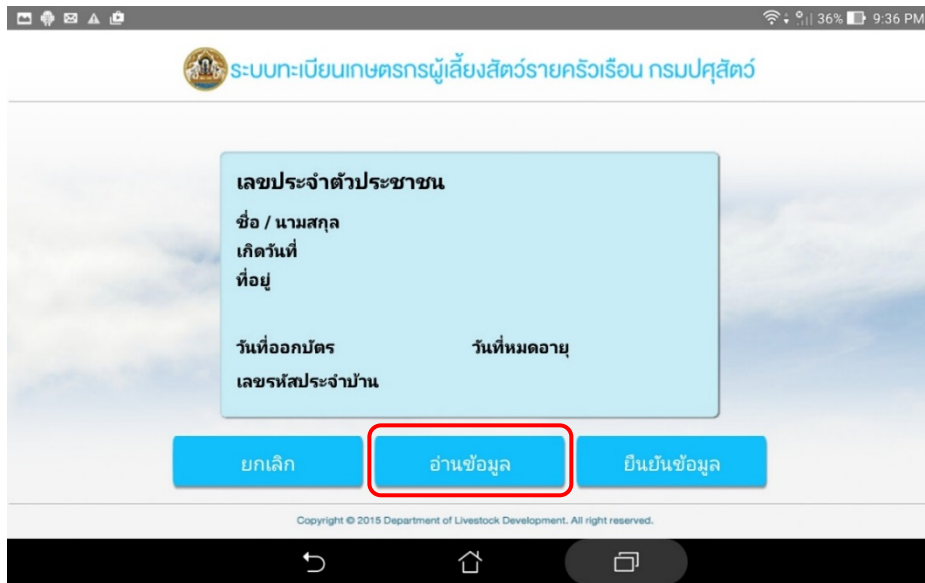 36% 9:36 PM
ระบบทะเบียนเกษตรกรผู้เลี้ยงสัตว์รายครัวเรือน กรมปศุสัตว์
เลขประจำตัวประชาชน
ชื่อ / นามสกุล
เกิดวันที่
ที่อยู่
วันที่ออกบัตร วันที่หมดอายุ
เลขรหัสประจำบ้าน
ยกเลิก อ่านข้อมูล ยืนยันข้อมูล
Copyright © 2015 Department of Livestock Development. All right reserved.